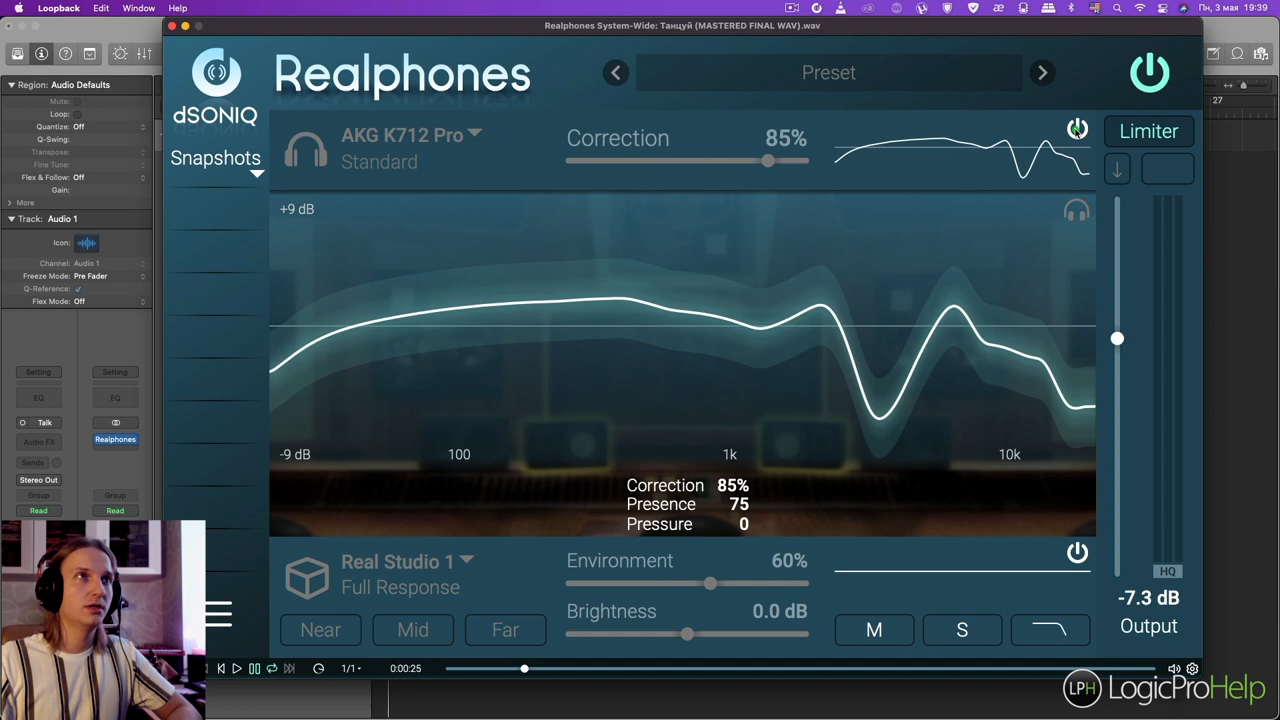 Loopback Edit Window Help
Пн, 3 мая 19:39
Realphones System-Wide: Танцуй (MASTERED FINAL WAV).wav
Region: Audio Defaults
Mute:
Loop:
Quantize: Off
Q-Swing:
Transpose:
Fine Tune:
Flex & Follow: Off
Gain:
More
Track: Audio 1
Icon:
Channel: Audio 1
Freeze Mode: Pre Fader
Q-Reference:
Flex Mode: Off
Setting Setting
EQ EQ
Talk
Audio FX Realphones
Sends
Stereo Out
Group Group
Read Read
dSONIQ
Realphones
Preset
Snapshots
AKG K712 Pro
Standard
Correction 85%
Limiter
27
+9 dB
-9 dB 100 1k 10k
Correction 85%
Presence 75
Pressure 0
Real Studio 1
Full Response
Environment 60%
Brightness 0.0 dB
Near Mid Far
M S
HQ
-7.3 dB
Output
1/1 0:00:25
LPH LogicProHelp